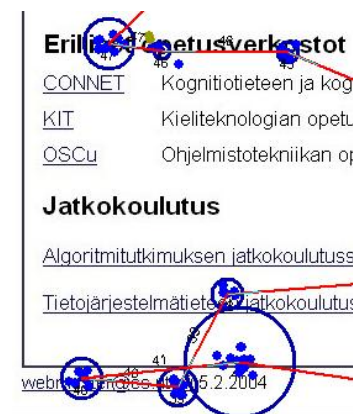 opetusverkostot
CONNET Kognitiotieteen ja kog
KIT Kieliteknologian opetu
OSCu Ohjelmistotekniikan op
Jatkokoulutus
Algoritmitutkimuksen jatkokoulutuss
Tietojärjestelmätieteen jatkokoulutus
41
5.2.2004